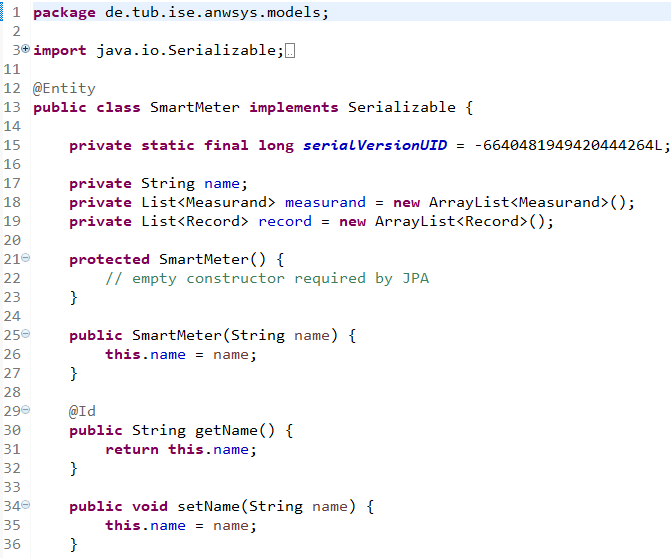 1 package de.tub.ise.anwsys.models;
2
3 import java.io.Serializable;
11
12 @Entity
13 public class SmartMeter implements Serializable {
14
15     private static final long serialVersionUID = -6640481949420444264L;
16
17     private String name;
18     private List<Measurand> measurand = new ArrayList<Measurand>();
19     private List<Record> record = new ArrayList<Record>();
20
21     protected SmartMeter() {
22         // empty constructor required by JPA
23     }
24
25     public SmartMeter(String name) {
26         this.name = name;
27     }
28
29     @Id
30     public String getName() {
31         return this.name;
32     }
33
34     public void setName(String name) {
35         this.name = name;
36     }